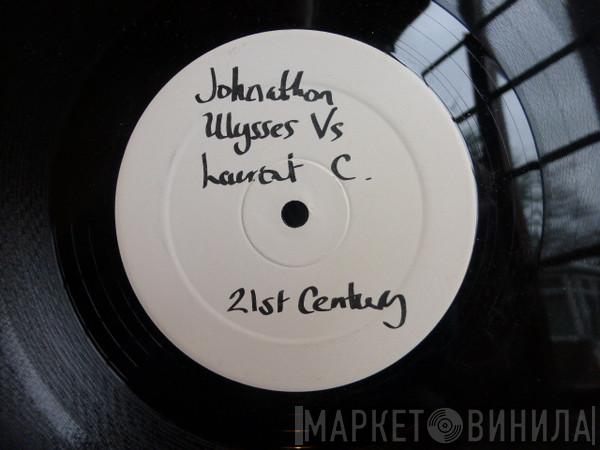 Johnathon
Ulysses Vs
Laurent C.
21st Century
МАРКЕТ ВИНИЛА